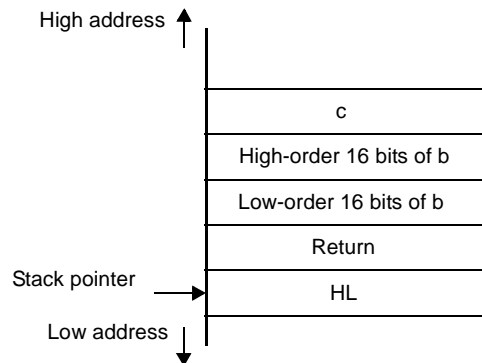 High address
c
High-order 16 bits of b
Low-order 16 bits of b
Return
Stack pointer
HL
Low address